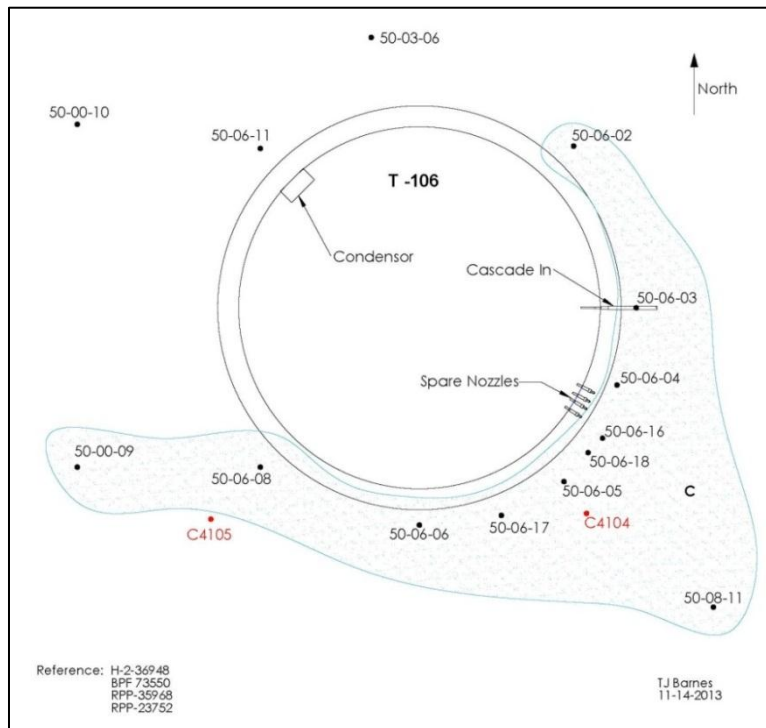 50-03-06
North
50-00-10
50-06-11
50-06-02
T -106
Condensor
Cascade In
50-06-03
Spare Nozzles
50-06-04
50-06-16
50-00-09
50-06-08
50-06-18
50-06-05
C
C4105
50-06-06
50-06-17
C4104
50-08-11
Reference: H-2-36948
BPF 73550
RPP-35968
RPP-23752
TJ Barnes
11-14-2013